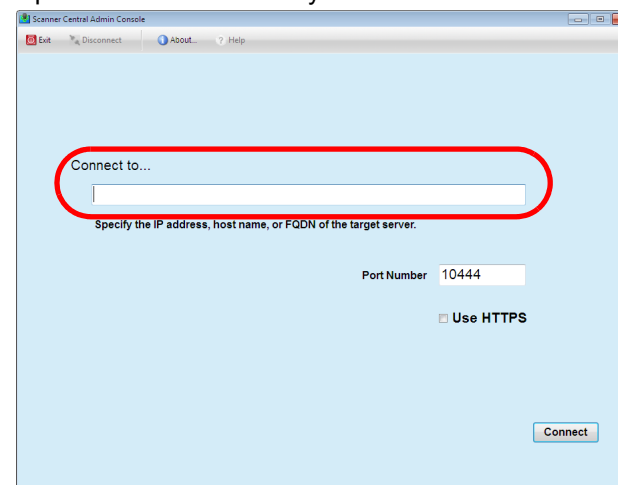 Scanner Central Admin Console
Exit Disconnect About... ? Help
Connect to...
Specify the IP address, host name, or FQDN of the target server.
Port Number 10444
Use HTTPS
Connect